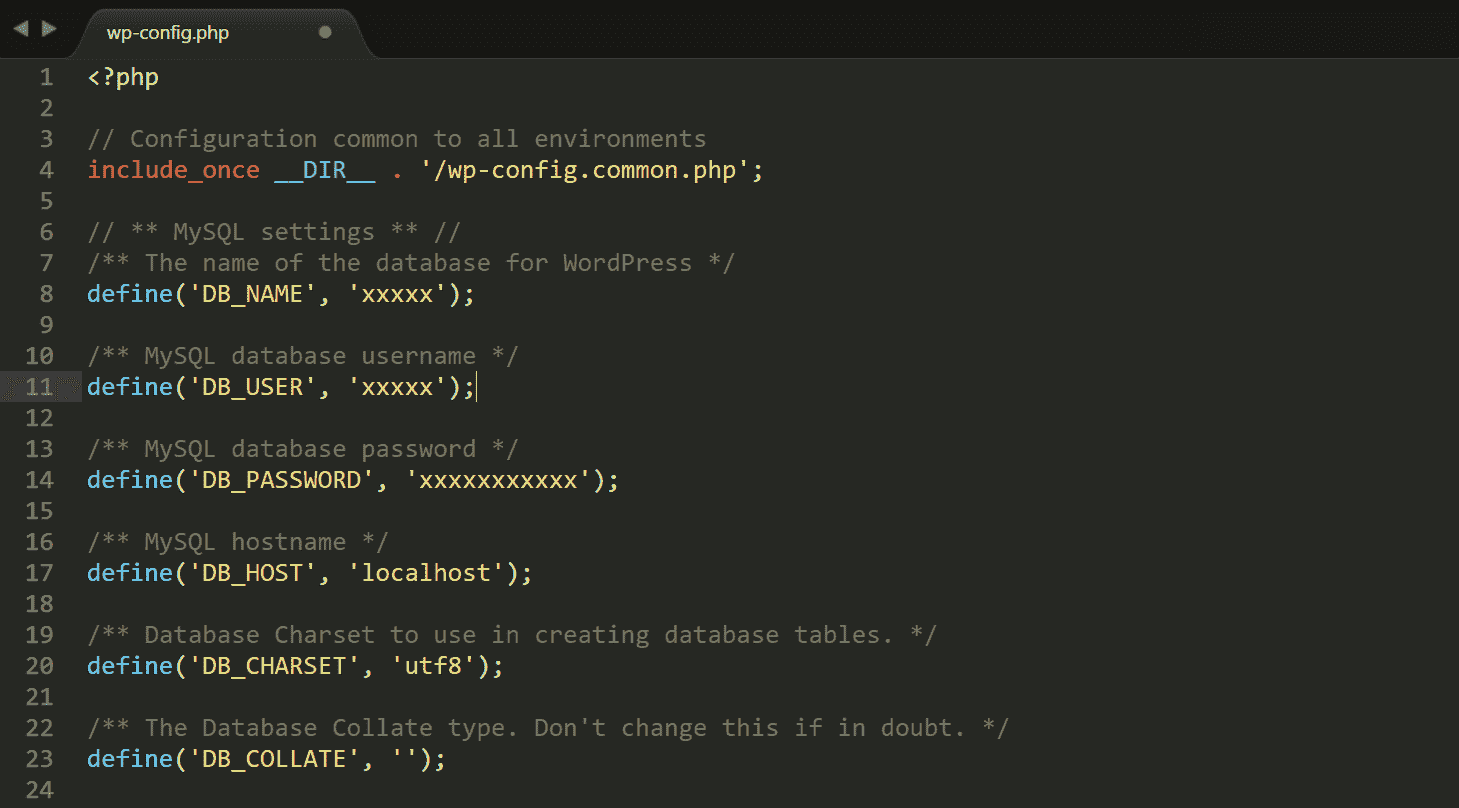 wp-config.php
1 <?php
2
3 // Configuration common to all environments
4 include_once __DIR__ . '/wp-config.common.php';
5
6 // ** MySQL settings ** //
7 /** The name of the database for WordPress */
8 define('DB_NAME', 'xxxxx');
9
10 /** MySQL database username */
11 define('DB_USER', 'xxxxx');
12
13 /** MySQL database password */
14 define('DB_PASSWORD', 'xxxxxxxxxxx');
15
16 /** MySQL hostname */
17 define('DB_HOST', 'localhost');
18
19 /** Database Charset to use in creating database tables. */
20 define('DB_CHARSET', 'utf8');
21
22 /** The Database Collate type. Don't change this if in doubt. */
23 define('DB_COLLATE', '');
24